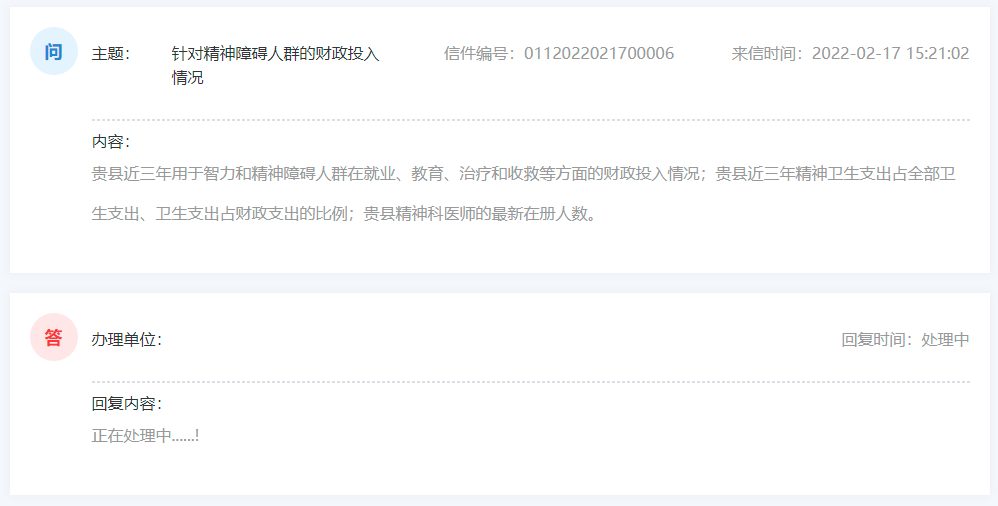 问 主题： 针对精神障碍人群的财政投入 信件编号：0112022021700006 来信时间：2022-02-17 15:21:02
情况
内容：
贵县近三年用于智力和精神障碍人群在就业、教育、治疗和收救等方面的财政投入情况；贵县近三年精神卫生支出占全部卫
生支出、卫生支出占财政支出的比例；贵县精神科医师的最新在册人数。
答 办理单位： 回复时间：处理中
回复内容：
正在处理中......!